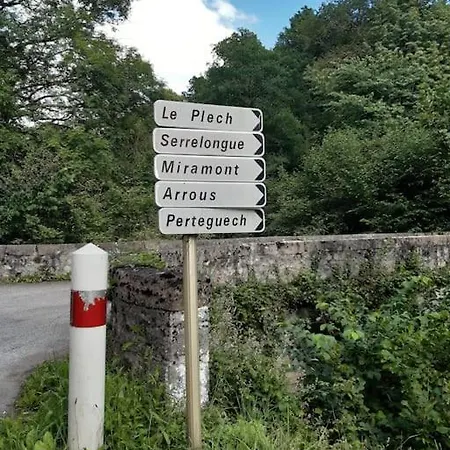 Le Plech
Serrelongue
Miramont
Arrous
Perteguech